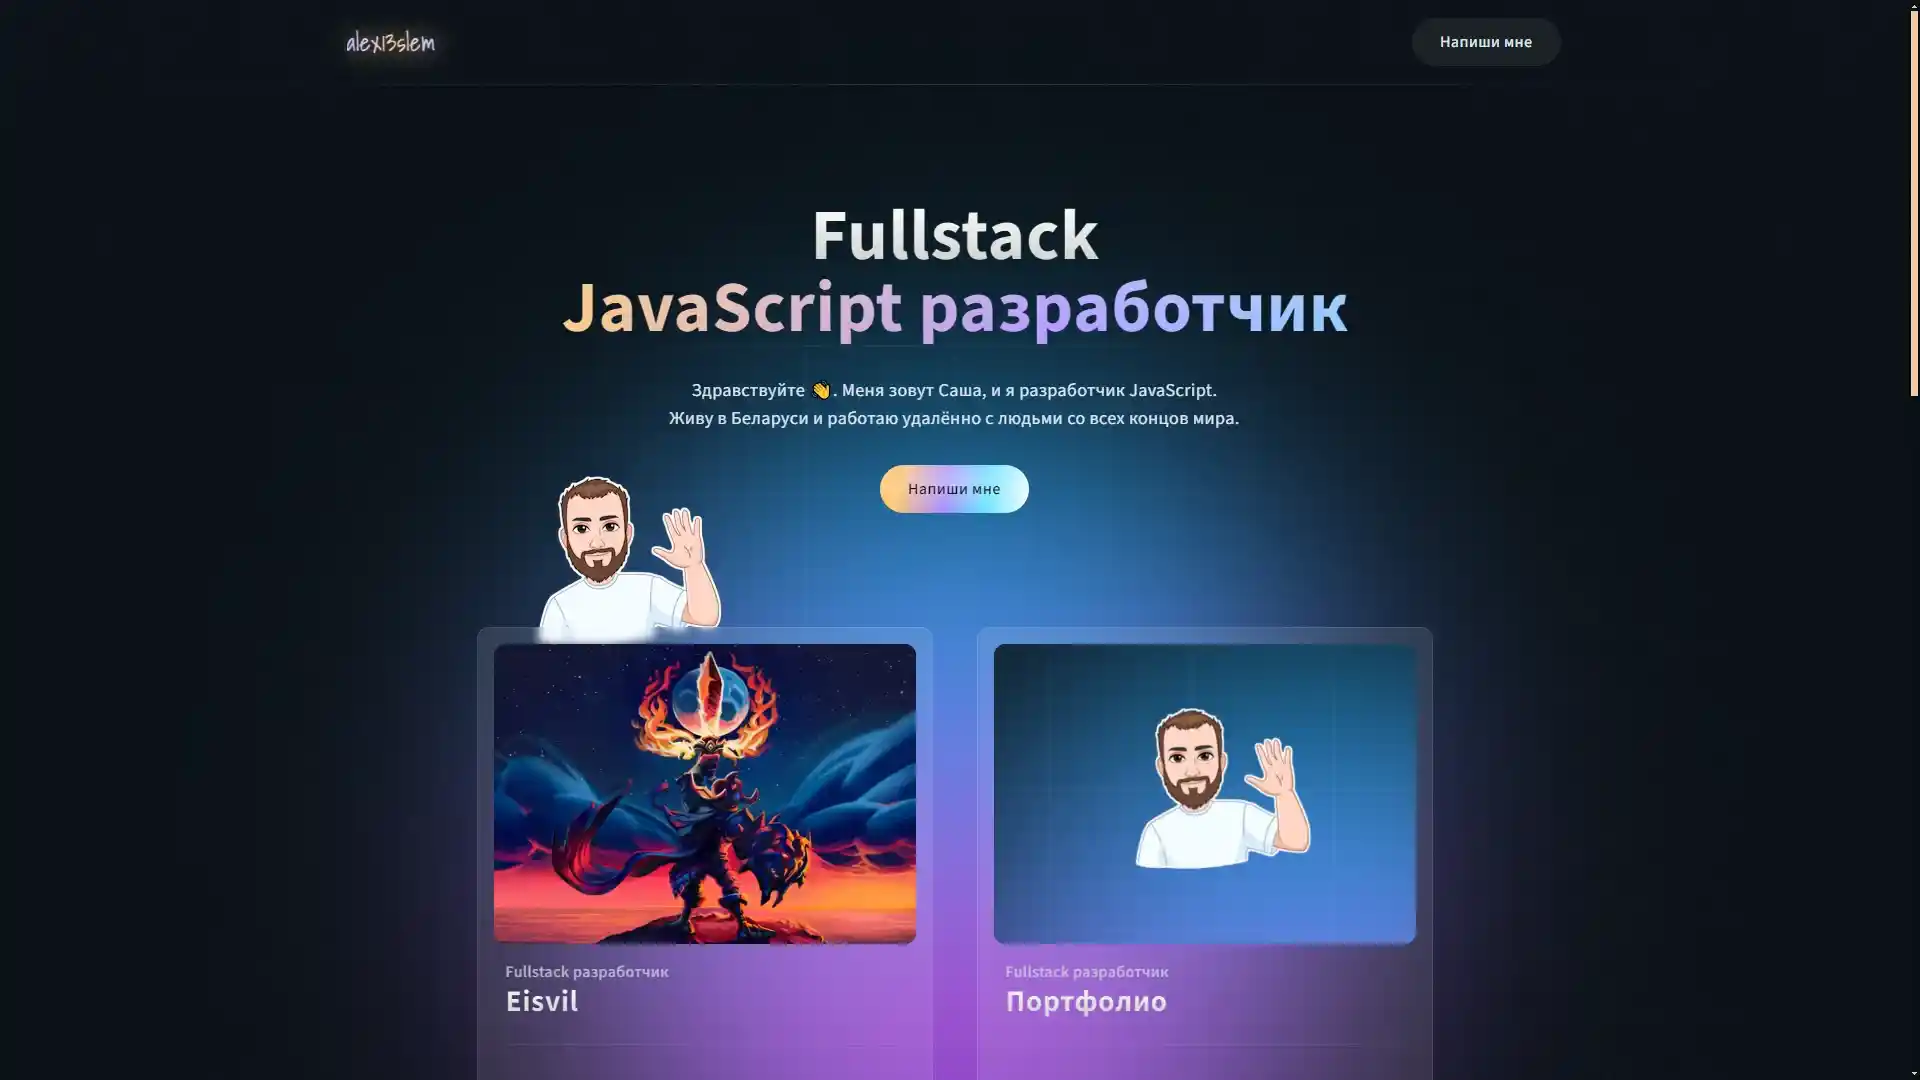 alex13slem
Напиши мне
Fullstack
JavaScript разработчик
Здравствуйте 👋. Меня зовут Саша, и я разработчик JavaScript.
Живу в Беларуси и работаю удалённо с людьми со всех концов мира.
Напиши мне
Fullstack разработчик
Eisvil
Fullstack разработчик
Портфолио